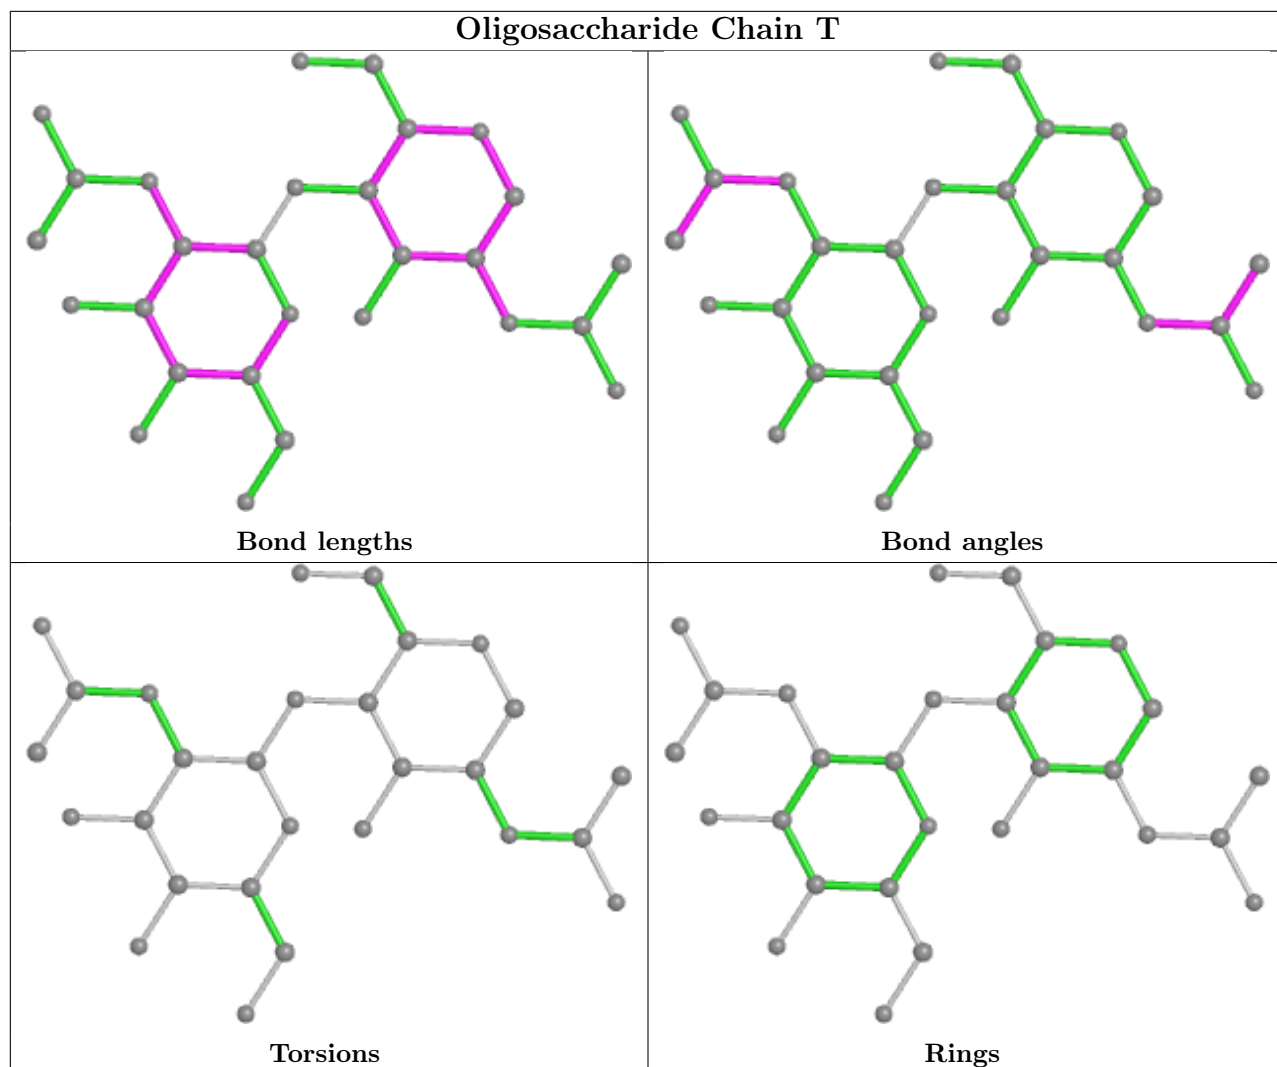 Oligosaccharide Chain T
Bond lengths
Bond angles
Torsions
Rings